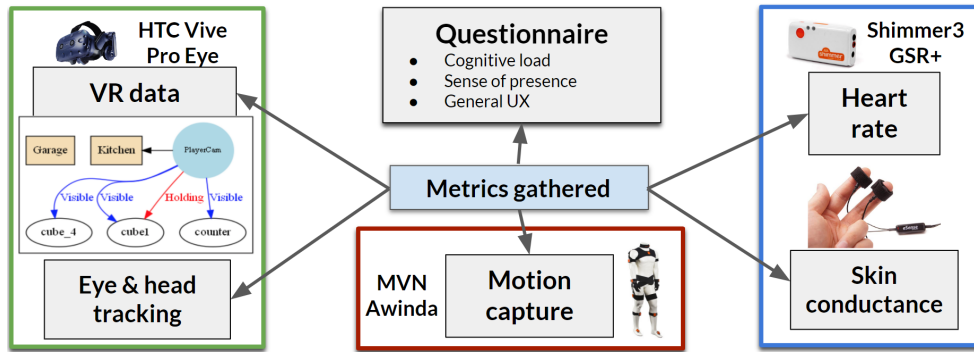 HTC Vive
Pro Eye
VR data
Garage
Kitchen
PlayerCam
Visible
Visible
Holding
Visible
cube_4
cube1
counter
Eye & head
tracking
Questionnaire
● Cognitive load
● Sense of presence
● General UX
Metrics gathered
MVN
Awinda
Motion
capture
Shimmer3
GSR+
shimmer
Heart
rate
Skin
conductance